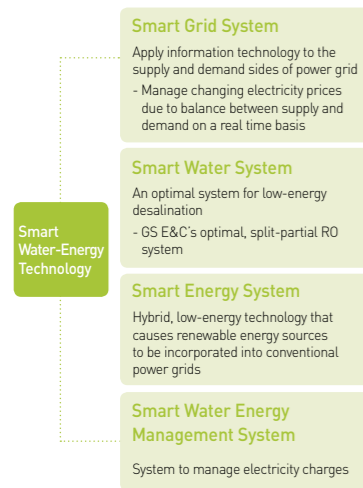 Smart Grid System
Apply information technology to the
supply and demand sides of power grid
- Manage changing electricity prices
due to balance between supply and
demand on a real time basis
Smart Water System
An optimal system for low-energy
desalination
- GS E&C's optimal, split-partial RO
system
Smart
Water-Energy
Technology
Smart Energy System
Hybrid, low-energy technology that
causes renewable energy sources
to be incorporated into conventional
power grids
Smart Water Energy
Management System
System to manage electricity charges